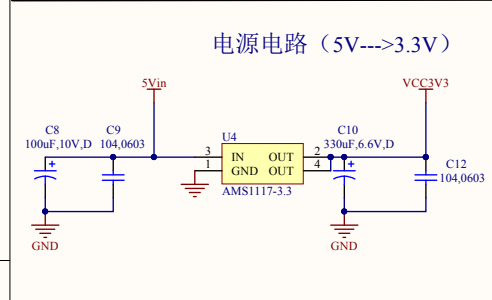 电源电路（5V--->3.3V）
5Vin
VCC3V3
C8
100uF,10V,D
C9
104,0603
U4
3
1
IN
GND
OUT
OUT
2
4
AMS1117-3.3
C10
330uF,6.6V,D
C12
104,0603
GND
GND